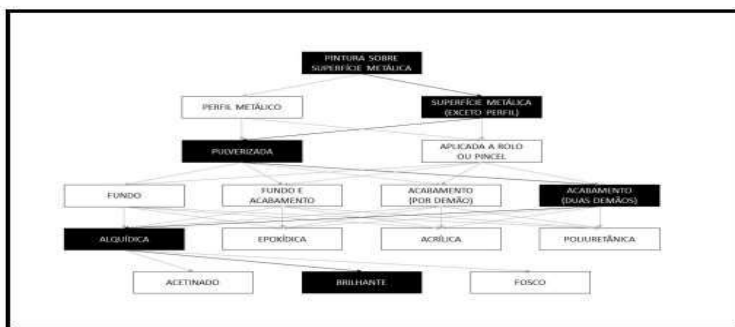 PINTURA SOBRE
SUPERFÍCIE METÁLICA
PERFIL METÁLICO
SUPERFÍCIE METÁLICA
(EXCETO PERFIL)
PULVERIZADA
APLICADA A ROLO
OU PINCEL
FUNDO
FUNDO E
ACABAMENTO
ACABAMENTO
(POR DEMÃO)
ACABAMENTO
(DUAS DEMÃOS)
ALQUÍDICA
EPOXÍDICA
ACRÍLICA
POLIURETÂNICA
ACETINADO
BRILHANTE
FOSCO